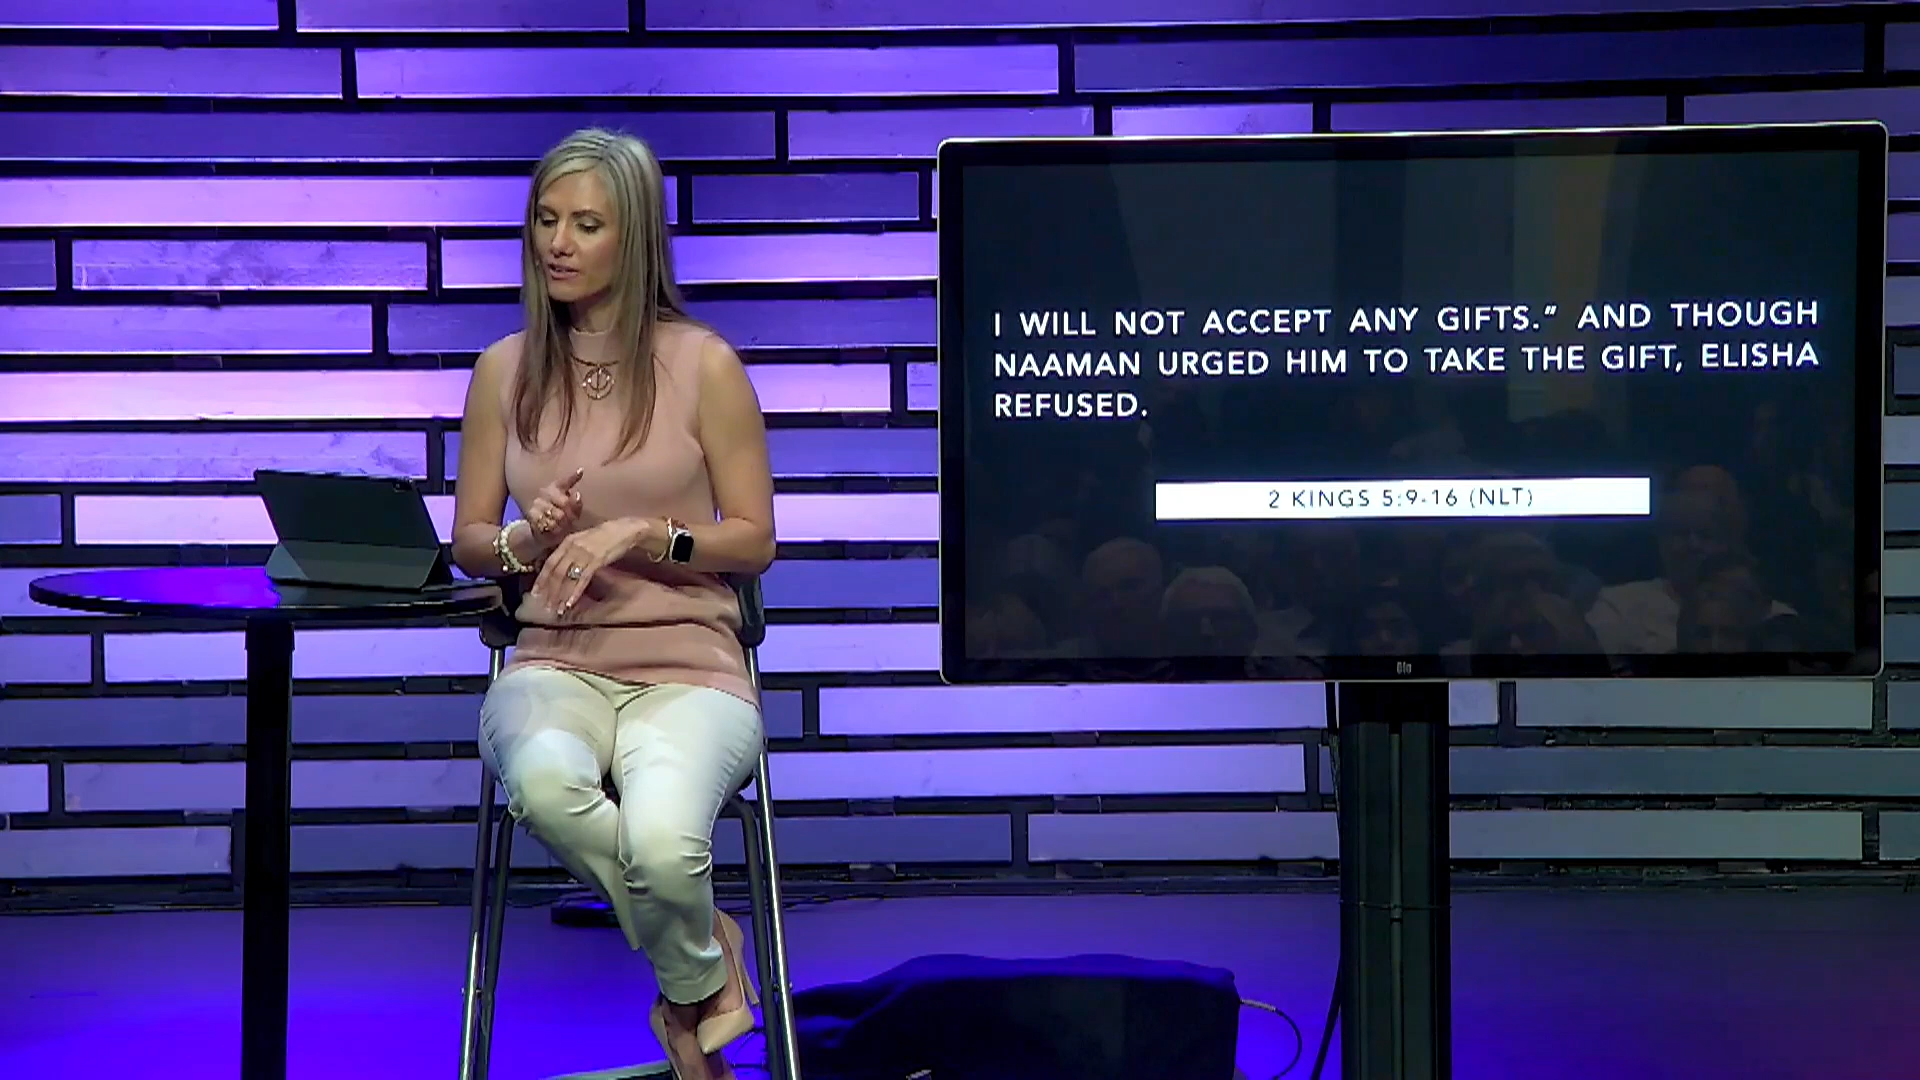 I WILL NOT ACCEPT ANY GIFTS.” AND THOUGH
NAAMAN URGED HIM TO TAKE THE GIFT, ELISHA
REFUSED.
2 KINGS 5:9-16 (NLT)
elo